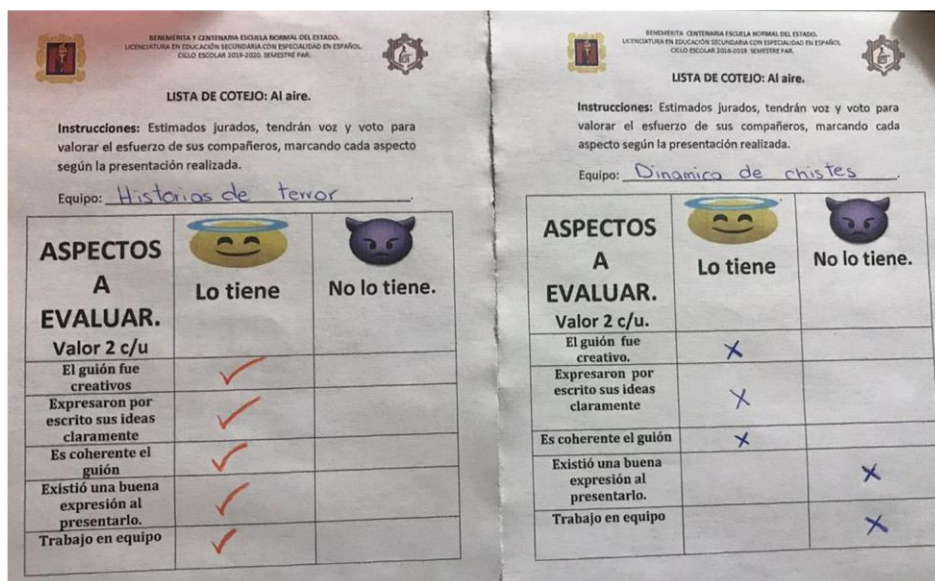 BENEMÉRITA Y CENTENARIA ESCUELA NORMAL DEL ESTADO.
LICENCIATURA EN EDUCACIÓN SECUNDARIA CON ESPECIALIDAD EN ESPAÑOL.
CICLO ESCOLAR 2019-2020. SEMESTRE PAR.
LISTA DE COTEJO: Al aire.
Instrucciones: Estimados jurados, tendrán voz y voto para
valorar el esfuerzo de sus compañeros, marcando cada aspecto
según la presentación realizada.
Equipo: Historias de terror
ASPECTOS
A
EVALUAR.
Valor 2 c/u
Lo tiene
No lo tiene.
El guión fue
creativos
Expresaron por
escrito sus ideas
claramente
Es coherente el
guión
Existió una buena
expresión al
presentarlo.
Trabajo en equipo
BENEMÉRITA CENTENARIA ESCUELA NORMAL DEL ESTADO.
LICENCIATURA EN EDUCACIÓN SECUNDARIA CON ESPECIALIDAD EN ESPAÑOL
CICLO ESCOLAR 2018-2019. SEMESTRE PAR.
LISTA DE COTEJO: Al aire.
Instrucciones: Estimados jurados, tendrán voz y voto para
valorar el esfuerzo de sus compañeros, marcando cada
aspecto según la presentación realizada.
Equipo: Dinamica de chistes.
ASPECTOS
A
EVALUAR.
Valor 2 c/u.
Lo tiene
No lo tiene.
El guión fue
creativo.
Expresaron por
escrito sus ideas
claramente
Es coherente el guión
Existió una buena
expresión al
presentarlo.
Trabajo en equipo